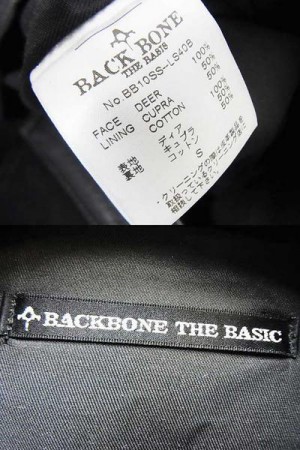 BACK BONE
THE BASIS
No.BB10SS-LS40B
FACE DEER 100%
LINING CUPRA 50%
COTTON 50%
表地 ディア 100%
裏地 キュプラ 50%
コットン 50%
S
BACKBONE THE BASIC